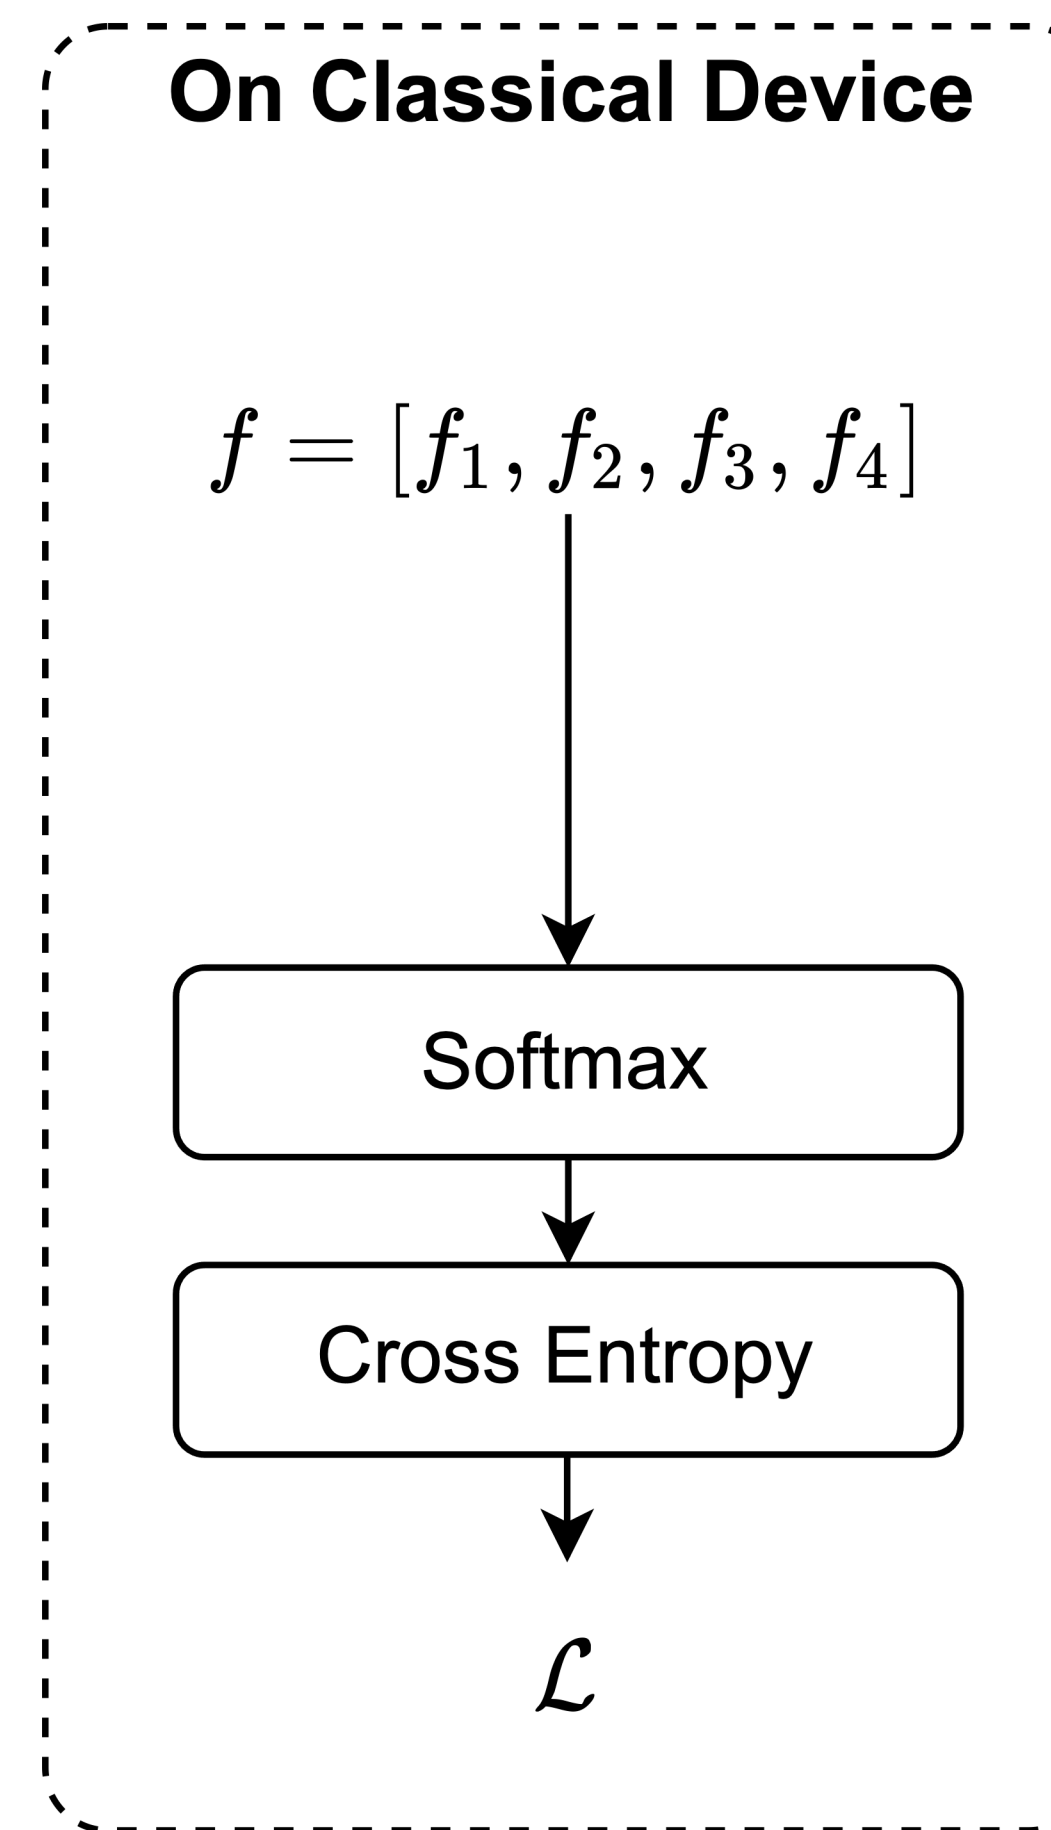 On Classical Device
f = [f₁, f₂, f₃, f₄]
Softmax
Cross Entropy
ℒ